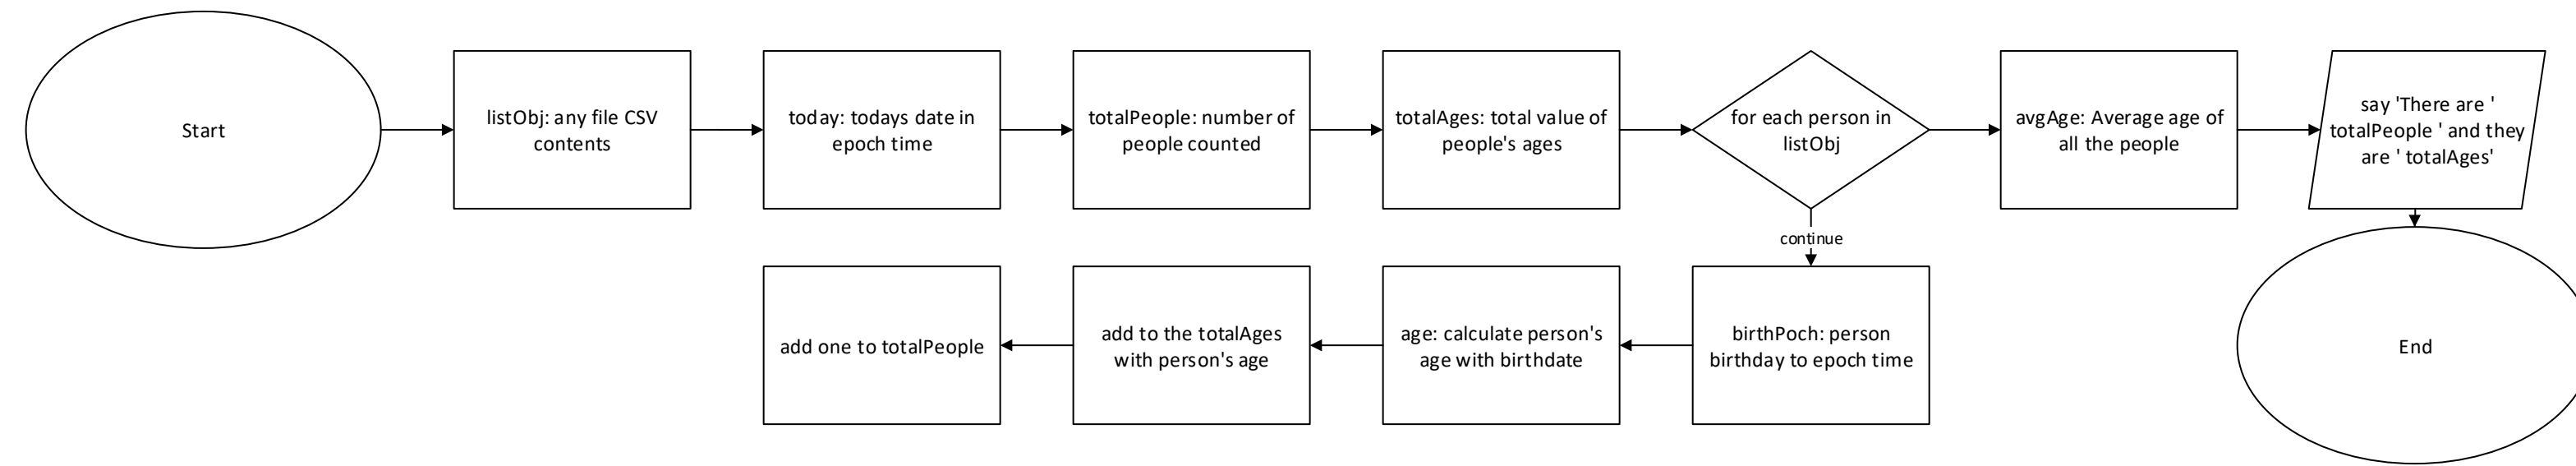 Start
listObj: any file CSV
contents
today: todays date in
epoch time
totalPeople: number of
people counted
totalAges: total value of
people's ages
for each person in
listObj
avgAge: Average age of
all the people
say 'There are '
totalPeople ' and they
are ' totalAges'
continue
birthPoch: person
birthday to epoch time
age: calculate person's
age with birthdate
add to the totalAges
with person's age
add one to totalPeople
End